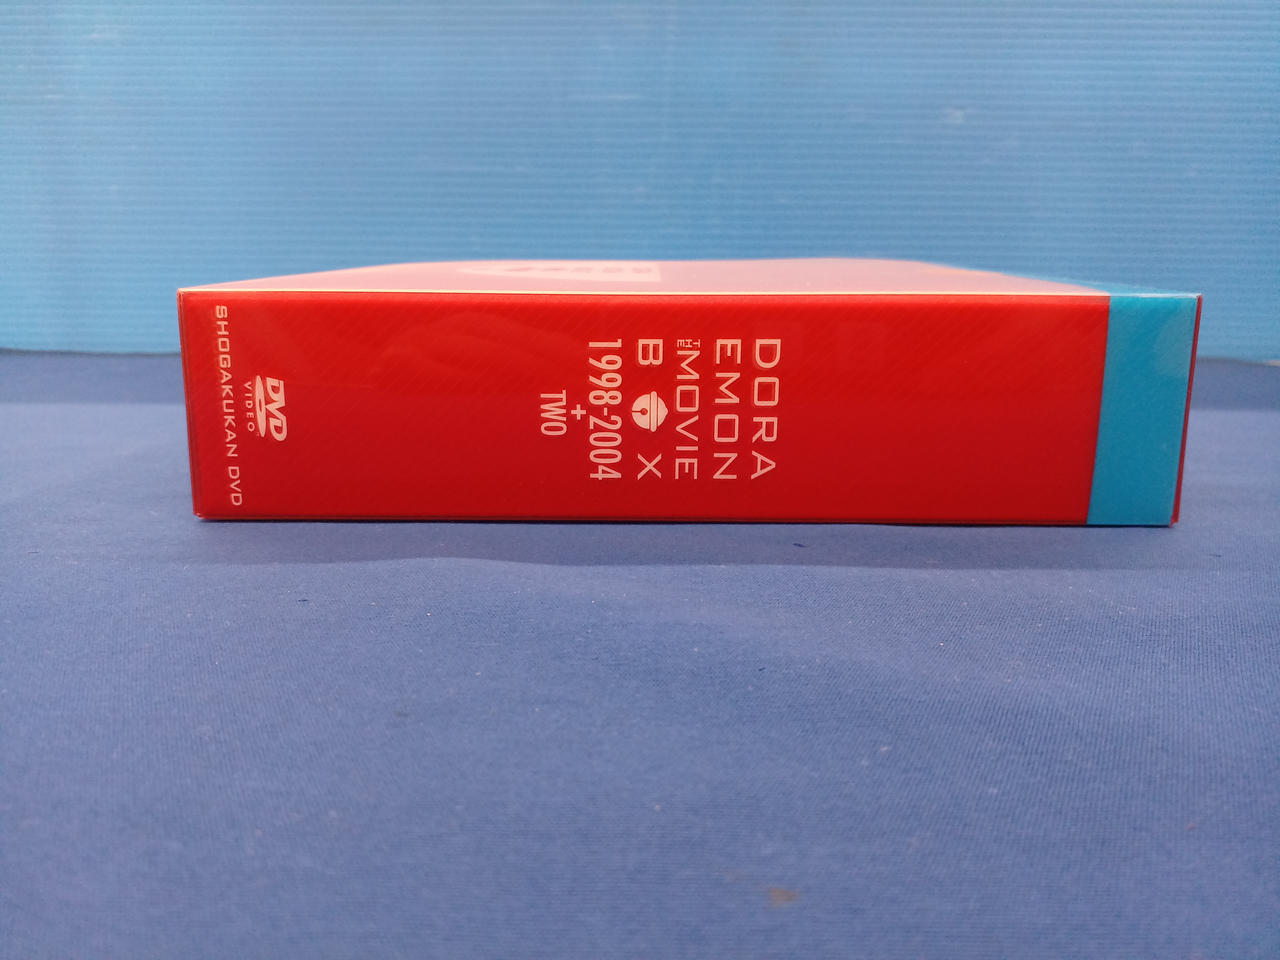 DORA
EMON
THE MOVIE
B X
1998-2004
+
TWO
DVD
VIDEO
SHOGAKUKAN DVD